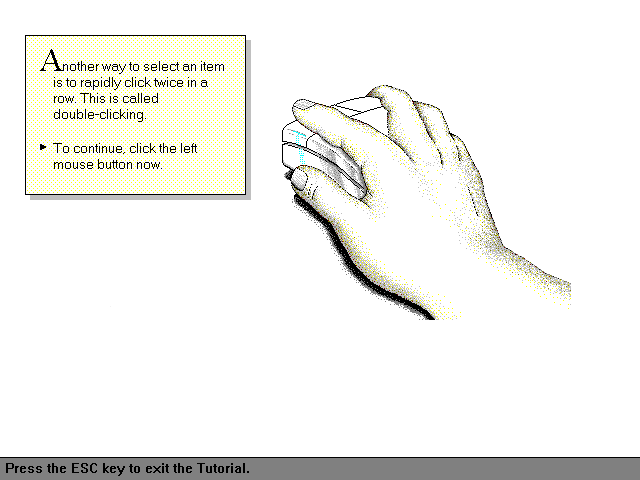 Another way to select an item
is to rapidly click twice in a
row. This is called
double-clicking.
To continue, click the left
mouse button now.
Press the ESC key to exit the Tutorial.